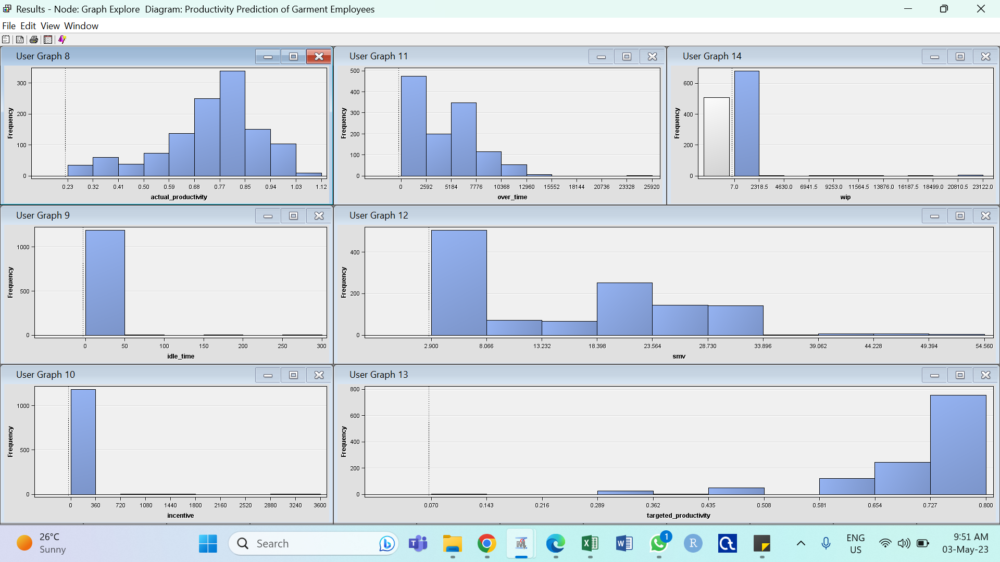 Results - Node: Graph Explore  Diagram: Productivity Prediction of Garment Employees
File Edit View Window
User Graph 8
300
200
100
0
Frequency
0.23 0.32 0.41 0.50 0.59 0.68 0.77 0.85 0.94 1.03 1.12
actual_productivity
User Graph 11
500
400
300
200
100
0
Frequency
0 2592 5184 7776 10368 12960 15552 18144 20736 23328 25920
over_time
User Graph 14
600
400
200
0
Frequency
7.0 2318.5 4630.0 6941.5 9253.0 11564.5 13876.0 16187.5 18499.0 20810.5 23122.0
wip
User Graph 9
1000
500
0
Frequency
0 50 100 150 200 250 300
idle_time
User Graph 12
400
200
0
Frequency
2.900 8.066 13.232 18.398 23.564 28.730 33.896 39.062 44.228 49.394 54.560
smv
User Graph 10
1000
500
0
Frequency
0 360 720 1080 1440 1800 2160 2520 2880 3240 3600
incentive
User Graph 13
800
600
400
200
0
Frequency
0.070 0.143 0.216 0.289 0.362 0.435 0.508 0.581 0.654 0.727 0.800
targeted_productivity
26°C
Sunny
Search
1
ENG
US
9:51 AM
03-May-23